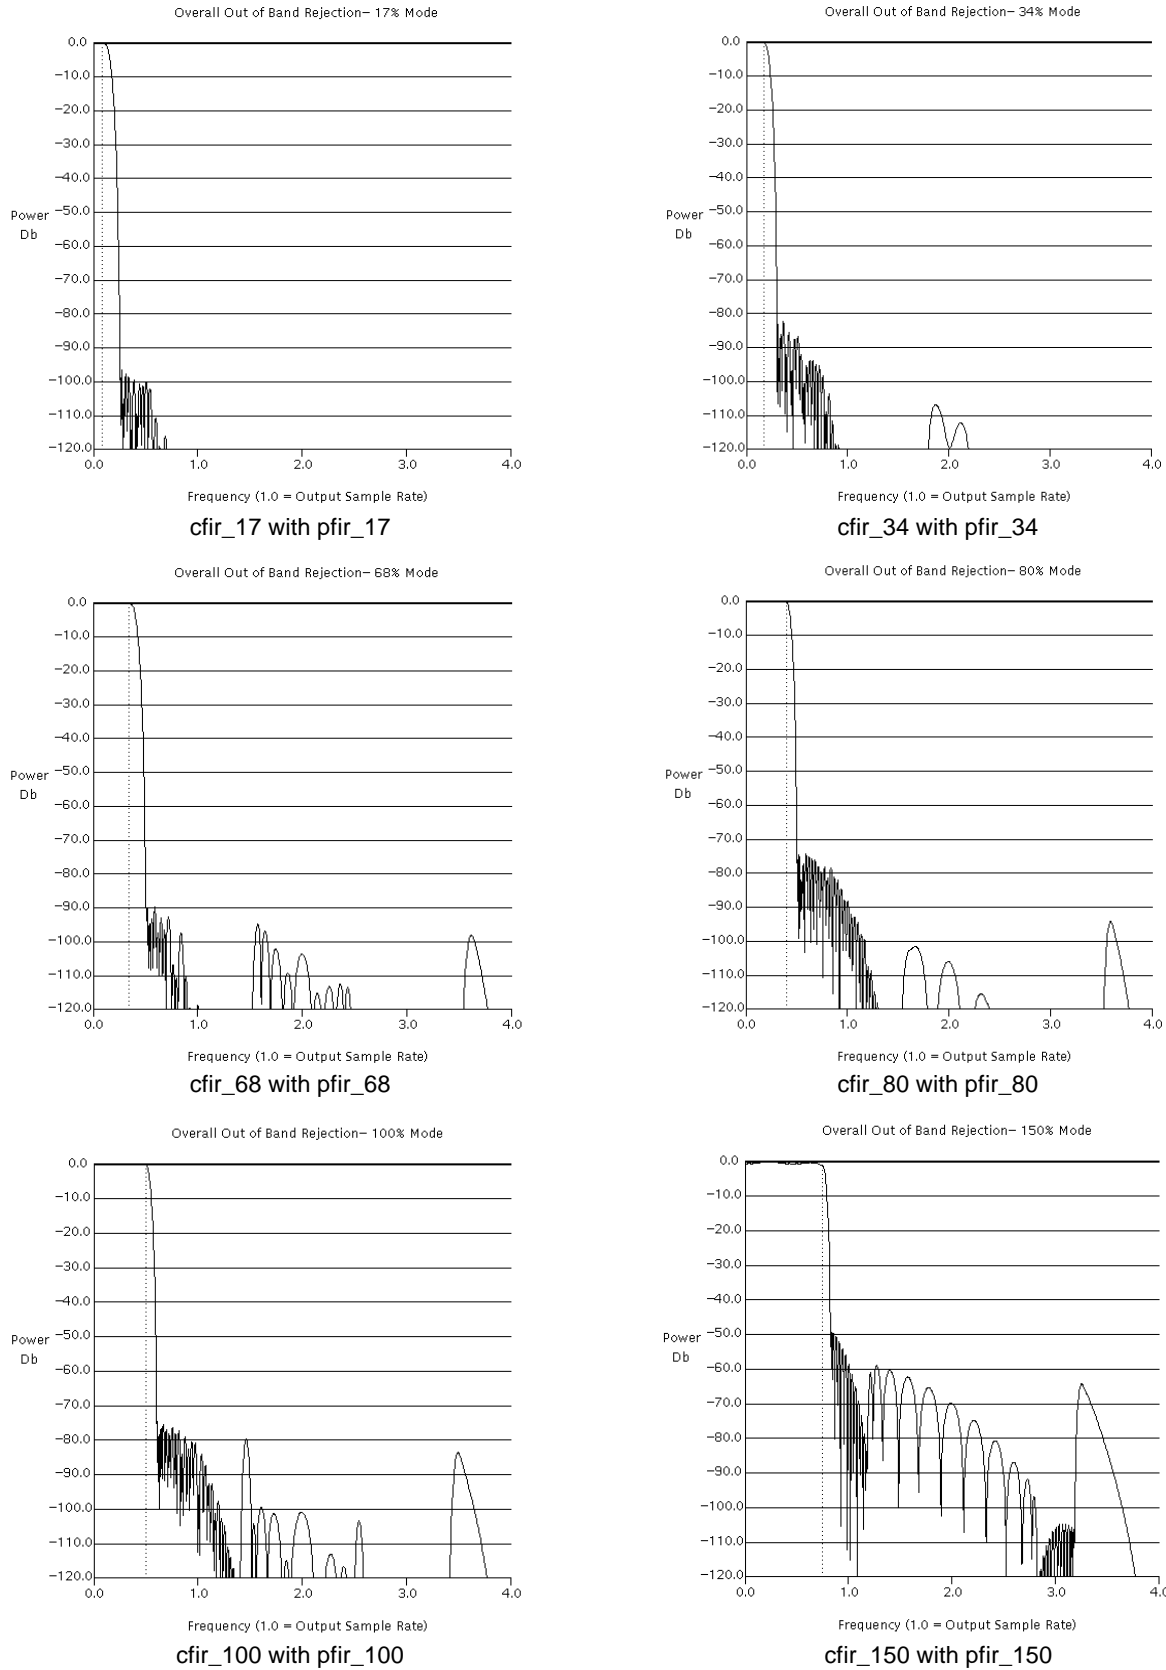 Overall Out of Band Rejection– 17% Mode
0.0
–10.0
–20.0
–30.0
–40.0
–50.0
–60.0
–70.0
–80.0
–90.0
–100.0
–110.0
–120.0
Power
Db
0.0 1.0 2.0 3.0 4.0
Frequency (1.0 = Output Sample Rate)
cfir_17 with pfir_17
Overall Out of Band Rejection– 34% Mode
0.0
–10.0
–20.0
–30.0
–40.0
–50.0
–60.0
–70.0
–80.0
–90.0
–100.0
–110.0
–120.0
Power
Db
0.0 1.0 2.0 3.0 4.0
Frequency (1.0 = Output Sample Rate)
cfir_34 with pfir_34
Overall Out of Band Rejection– 68% Mode
0.0
–10.0
–20.0
–30.0
–40.0
–50.0
–60.0
–70.0
–80.0
–90.0
–100.0
–110.0
–120.0
Power
Db
0.0 1.0 2.0 3.0 4.0
Frequency (1.0 = Output Sample Rate)
cfir_68 with pfir_68
Overall Out of Band Rejection– 80% Mode
0.0
–10.0
–20.0
–30.0
–40.0
–50.0
–60.0
–70.0
–80.0
–90.0
–100.0
–110.0
–120.0
Power
Db
0.0 1.0 2.0 3.0 4.0
Frequency (1.0 = Output Sample Rate)
cfir_80 with pfir_80
Overall Out of Band Rejection– 100% Mode
0.0
–10.0
–20.0
–30.0
–40.0
–50.0
–60.0
–70.0
–80.0
–90.0
–100.0
–110.0
–120.0
Power
Db
0.0 1.0 2.0 3.0 4.0
Frequency (1.0 = Output Sample Rate)
cfir_100 with pfir_100
Overall Out of Band Rejection– 150% Mode
0.0
–10.0
–20.0
–30.0
–40.0
–50.0
–60.0
–70.0
–80.0
–90.0
–100.0
–110.0
–120.0
Power
Db
0.0 1.0 2.0 3.0 4.0
Frequency (1.0 = Output Sample Rate)
cfir_150 with pfir_150